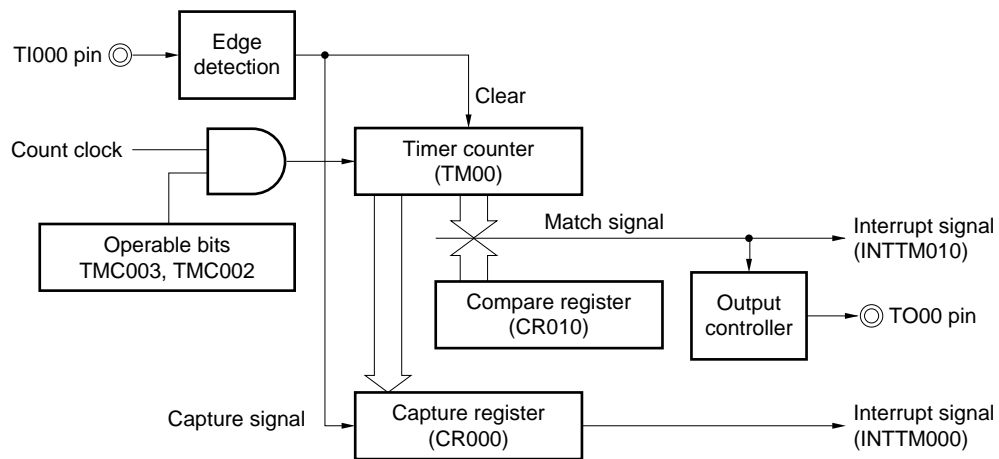 TI000 pin
Edge
detection
Clear
Count clock
Timer counter
(TM00)
Operable bits
TMC003, TMC002
Match signal
Interrupt signal
(INTTM010)
Compare register
(CR010)
Output
controller
TO00 pin
Capture signal
Capture register
(CR000)
Interrupt signal
(INTTM000)